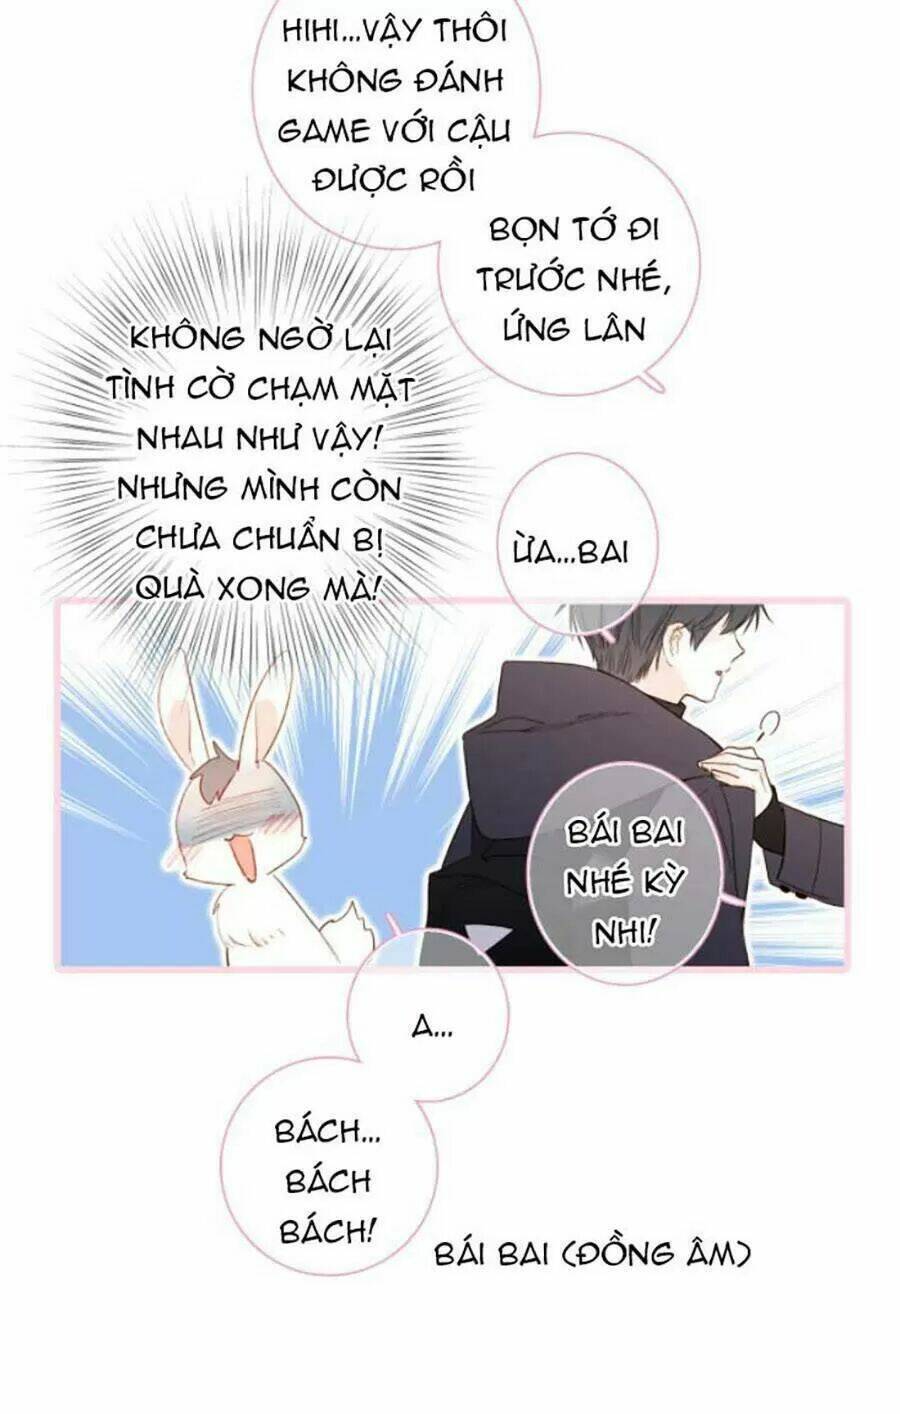 HIHI...VẬY THÔI
KHÔNG ĐÁNH
GAME VỚI CẬU
ĐƯỢC RỒI
BỌN TỚ ĐI
TRƯỚC NHÉ,
ỨNG LÂN
KHÔNG NGỜ LẠI
TÌNH CỜ CHẠM MẶT
NHAU NHƯ VẬY!
NHƯNG MÌNH CÒN
CHƯA CHUẨN BỊ
QUÀ XONG MÀ!
ỪA...BAI
BÁI BAI
NHÉ KỲ
NHI!
A...
BÁCH...
BÁCH
BÁCH!
BÁI BAI (ĐỒNG ÂM)